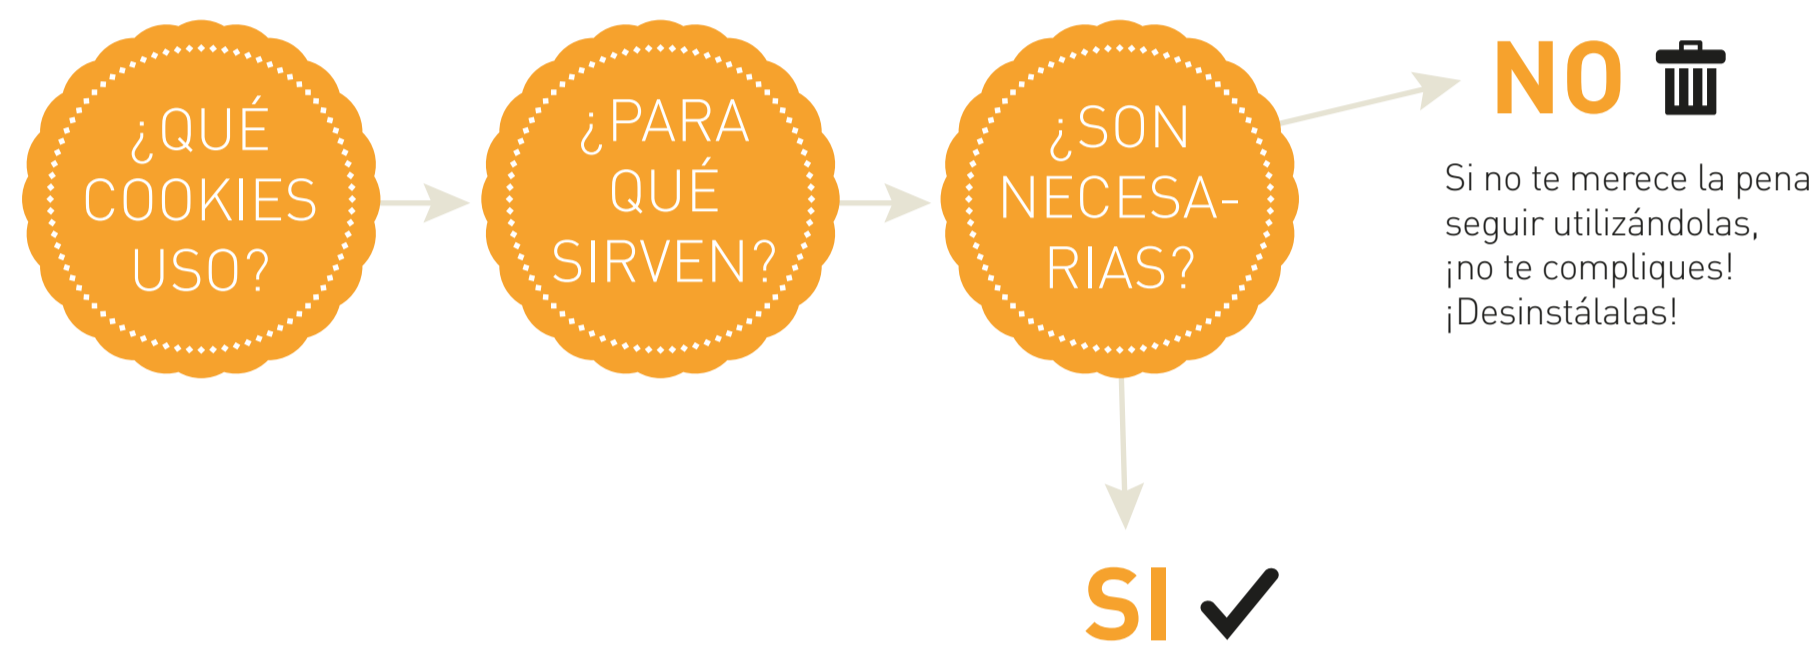 ¿QUÉ
COOKIES
USO?
¿PARA
QUÉ
SIRVEN?
¿SON
NECESA-
RIAS?
NO
Si no te merece la pena
seguir utilizándolas,
¡no te compliques!
¡Desinstálalas!
SI